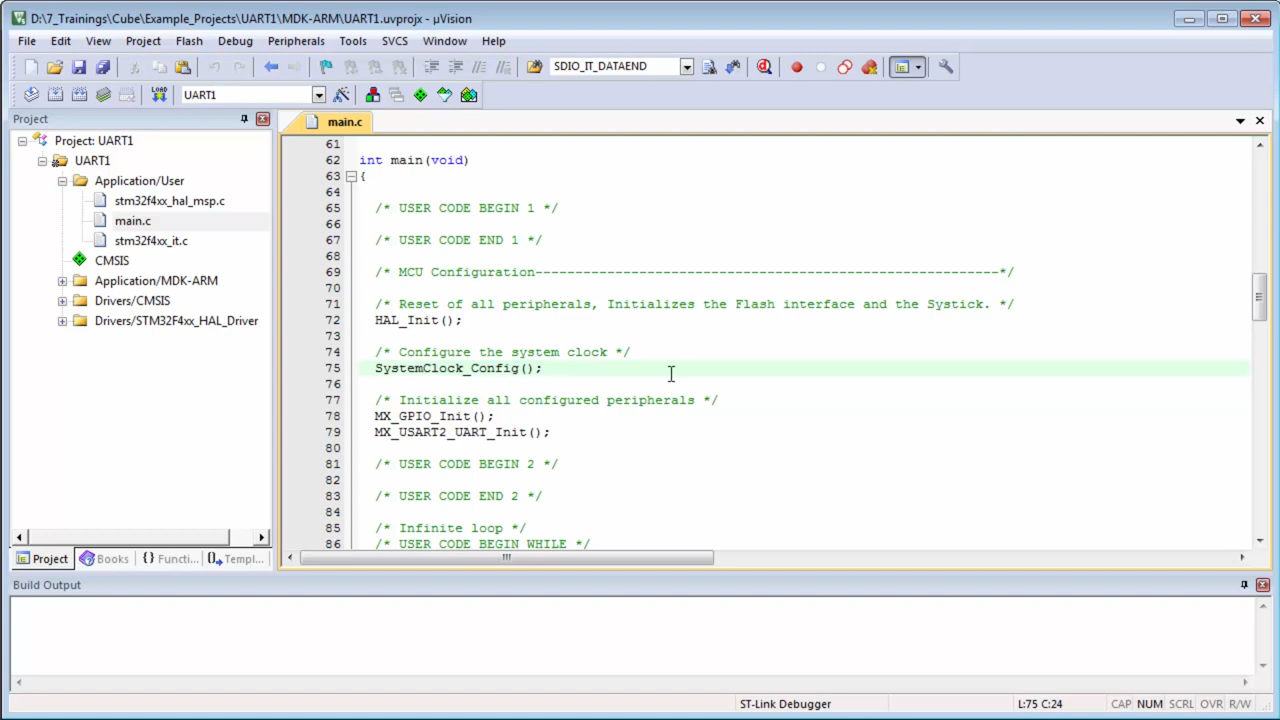 D:\7_Trainings\Cube\Example_Projects\UART1\MDK-ARM\UART1.uvprojx - µVision
File Edit View Project Flash Debug Peripherals Tools SVCS Window Help
SDIO_IT_DATAEND
LOAD UART1
Project
main.c
Project: UART1
UART1
Application/User
stm32f4xx_hal_msp.c
main.c
stm32f4xx_it.c
CMSIS
Application/MDK-ARM
Drivers/CMSIS
Drivers/STM32F4xx_HAL_Driver
Project Books {} Functi... Templ...
61
62 int main(void)
63 {
64
65 /* USER CODE BEGIN 1 */
66
67 /* USER CODE END 1 */
68
69 /* MCU Configuration----------------------------------------------------------*/
70
71 /* Reset of all peripherals, Initializes the Flash interface and the Systick. */
72 HAL_Init();
73
74 /* Configure the system clock */
75 SystemClock_Config();
76
77 /* Initialize all configured peripherals */
78 MX_GPIO_Init();
79 MX_USART2_UART_Init();
80
81 /* USER CODE BEGIN 2 */
82
83 /* USER CODE END 2 */
84
85 /* Infinite loop */
86 /* USER CODE BEGIN WHILE */
Build Output
ST-Link Debugger L:75 C:24 CAP NUM SCRL OVR R/W